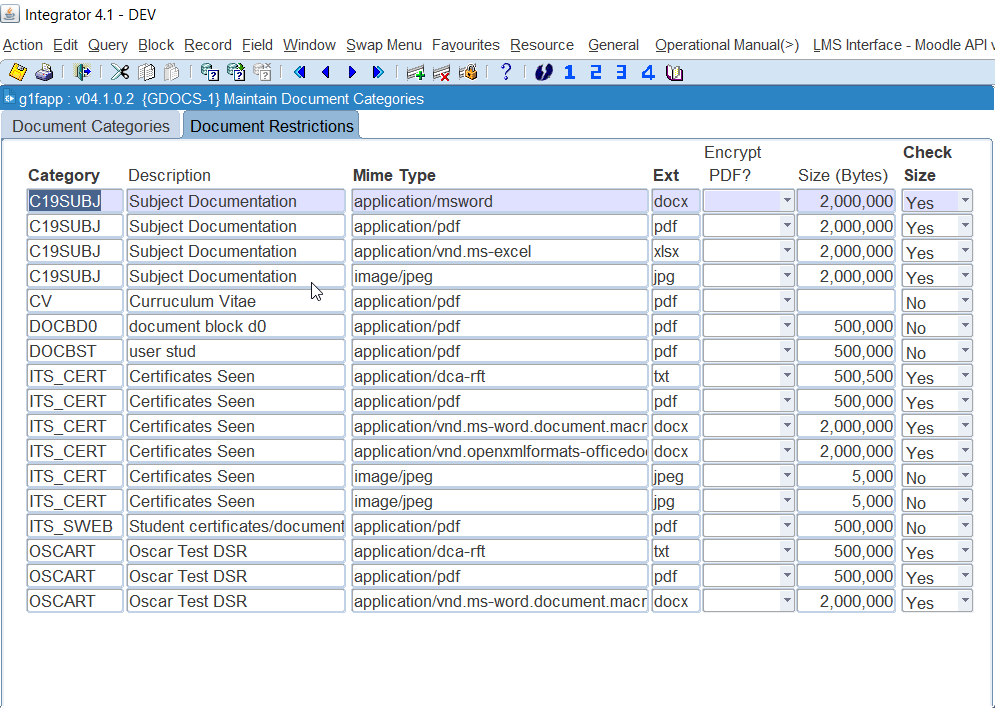 Integrator 4.1 - DEV
Action Edit Query Block Record Field Window Swap Menu Favourites Resource General Operational Manual(>) LMS Interface - Moodle API
? 1 2 3 4
g1fapp : v04.1.0.2 {GDOCS-1} Maintain Document Categories
Document Categories Document Restrictions
Encrypt Check
Category Description Mime Type Ext PDF? Size (Bytes) Size
C19SUBJ Subject Documentation application/msword docx 2,000,000 Yes
C19SUBJ Subject Documentation application/pdf pdf 2,000,000 Yes
C19SUBJ Subject Documentation application/vnd.ms-excel xlsx 2,000,000 Yes
C19SUBJ Subject Documentation image/jpeg jpg 2,000,000 Yes
CV Curruculum Vitae application/pdf pdf No
DOCBD0 document block d0 application/pdf pdf 500,000 No
DOCBST user stud application/pdf pdf 500,000 No
ITS_CERT Certificates Seen application/dca-rft txt 500,500 Yes
ITS_CERT Certificates Seen application/pdf pdf 500,000 Yes
ITS_CERT Certificates Seen application/vnd.ms-word.document.macr docx 2,000,000 Yes
ITS_CERT Certificates Seen application/vnd.openxmlformats-officedo docx 2,000,000 Yes
ITS_CERT Certificates Seen image/jpeg jpeg 5,000 No
ITS_CERT Certificates Seen image/jpeg jpg 5,000 No
ITS_SWEB Student certificates/document application/pdf pdf 500,000 No
OSCART Oscar Test DSR application/dca-rft txt 500,000 Yes
OSCART Oscar Test DSR application/pdf pdf 500,000 Yes
OSCART Oscar Test DSR application/vnd.ms-word.document.macr docx 2,000,000 Yes